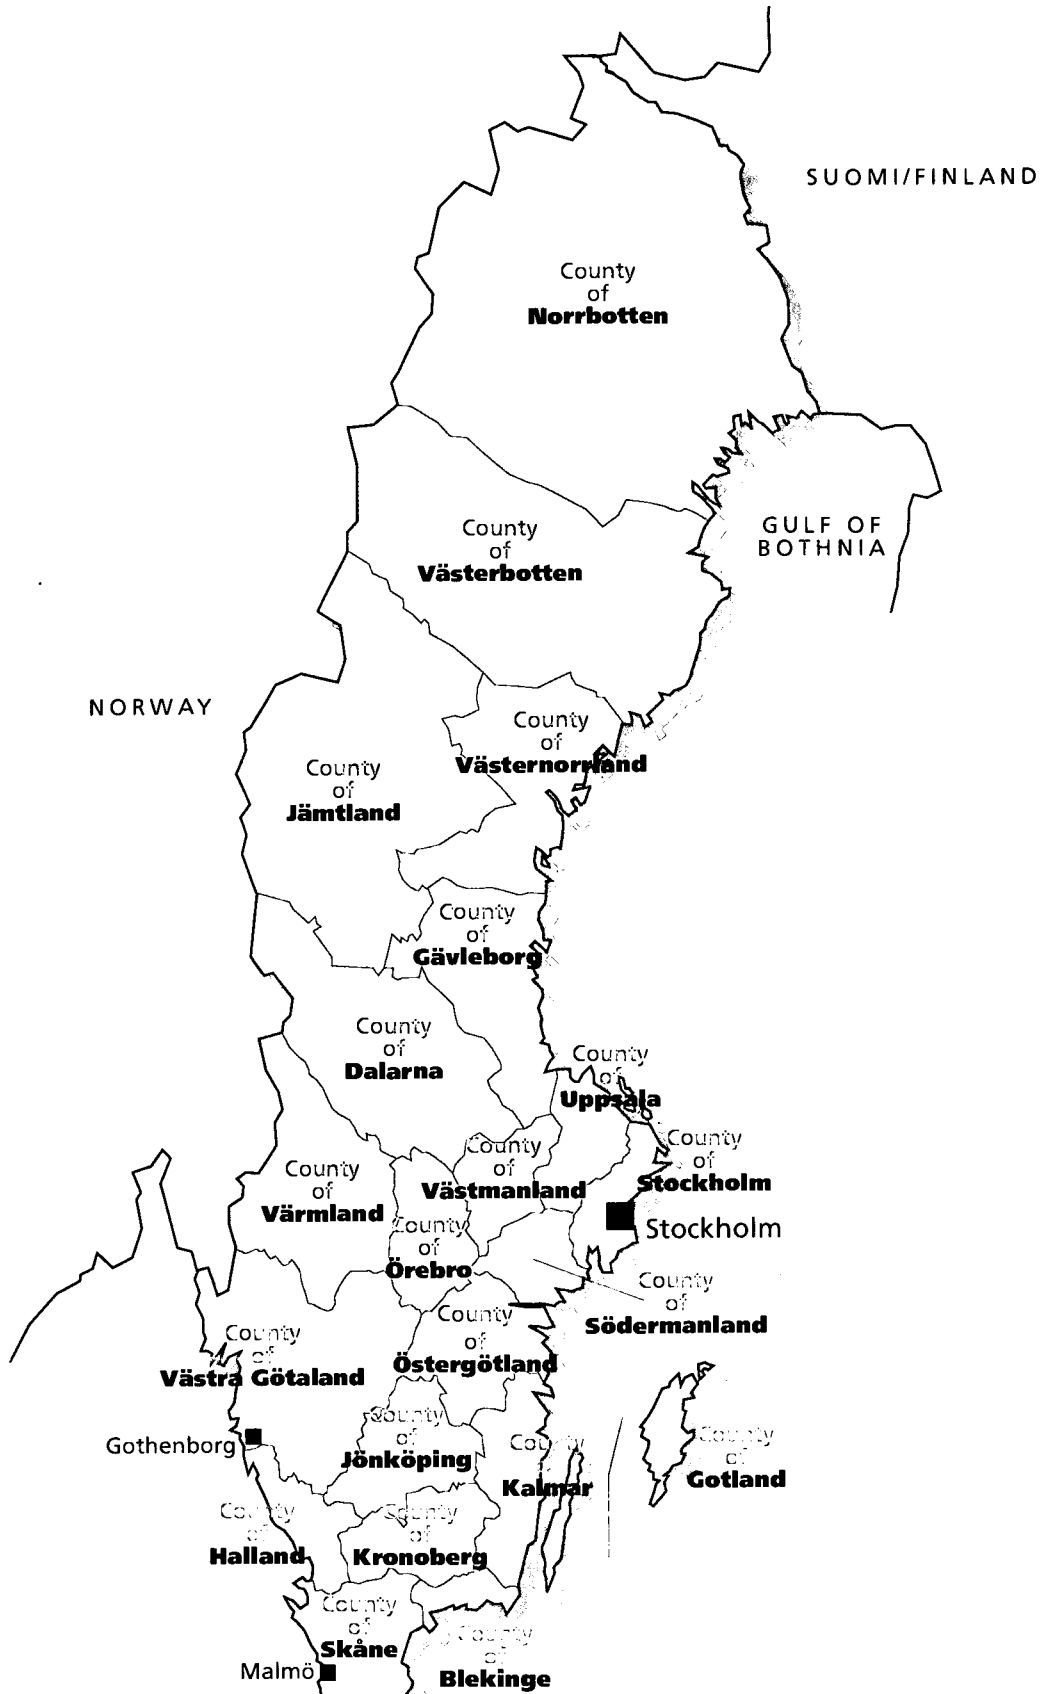 SUOMI/FINLAND
County
of
Norrbotten
GULF OF
BOTHNIA
County
of
Västerbotten
NORWAY
County
of
Västernorrland
County
of
Jämtland
County
of
Gävleborg
County
of
Dalarna
County
of
Uppsala
County
of
Stockholm
County
of
Västmanland
County
of
Värmland
Stockholm
County
of
Örebro
County
of
Södermanland
County
of
Östergötland
County
of
Västra Götaland
County
of
Jönköping
Gothenborg
County
of
Kalmar
County
of
Gotland
County
of
Halland
County
of
Kronoberg
County
of
Skåne
Malmö
County
of
Blekinge